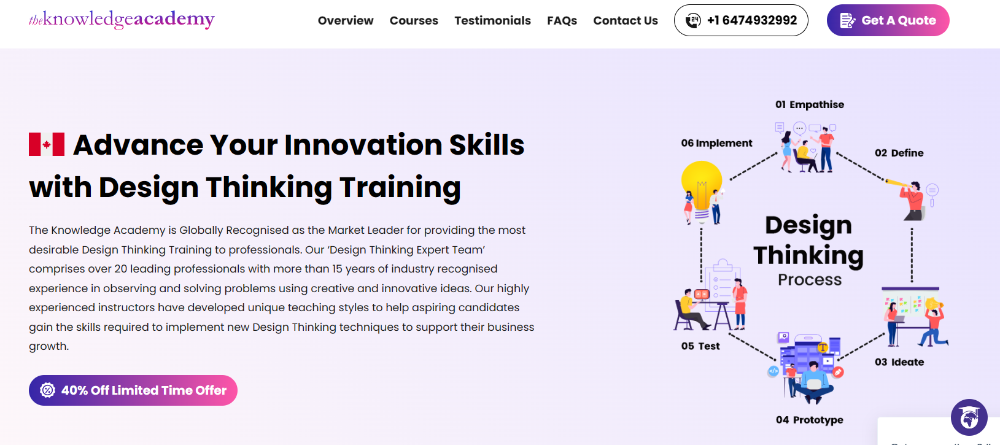 theknowledgeacademy
Overview Courses Testimonials FAQs Contact Us 24 +1 6474932992 Get A Quote
Advance Your Innovation Skills
with Design Thinking Training
The Knowledge Academy is Globally Recognised as the Market Leader for providing the most
desirable Design Thinking Training to professionals. Our ‘Design Thinking Expert Team’
comprises over 20 leading professionals with more than 15 years of industry recognised
experience in observing and solving problems using creative and innovative ideas. Our highly
experienced instructors have developed unique teaching styles to help aspiring candidates
gain the skills required to implement new Design Thinking techniques to support their business
growth.
40% Off Limited Time Offer
01 Empathise
02 Define
03 Ideate
04 Prototype
T
05 Test
06 Implement
Design
Thinking
Process